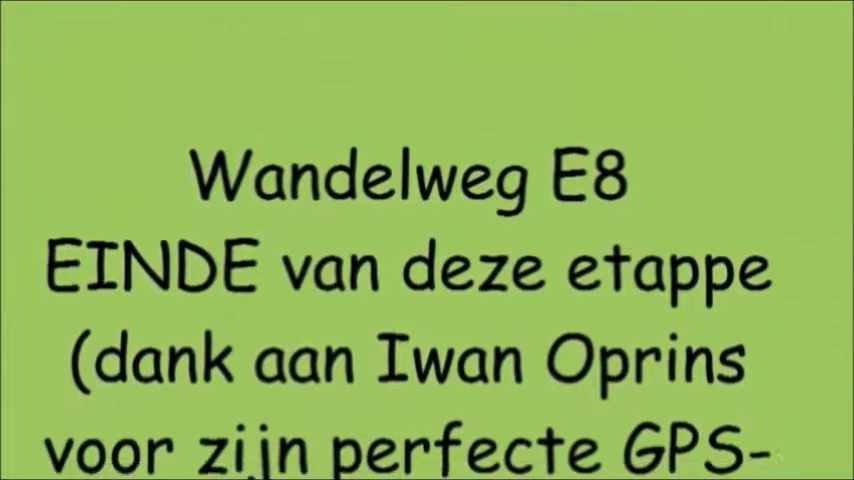 Wandelweg E8
EINDE van deze etappe
(dank aan Iwan Oprins
voor zijn perfecte GPS-